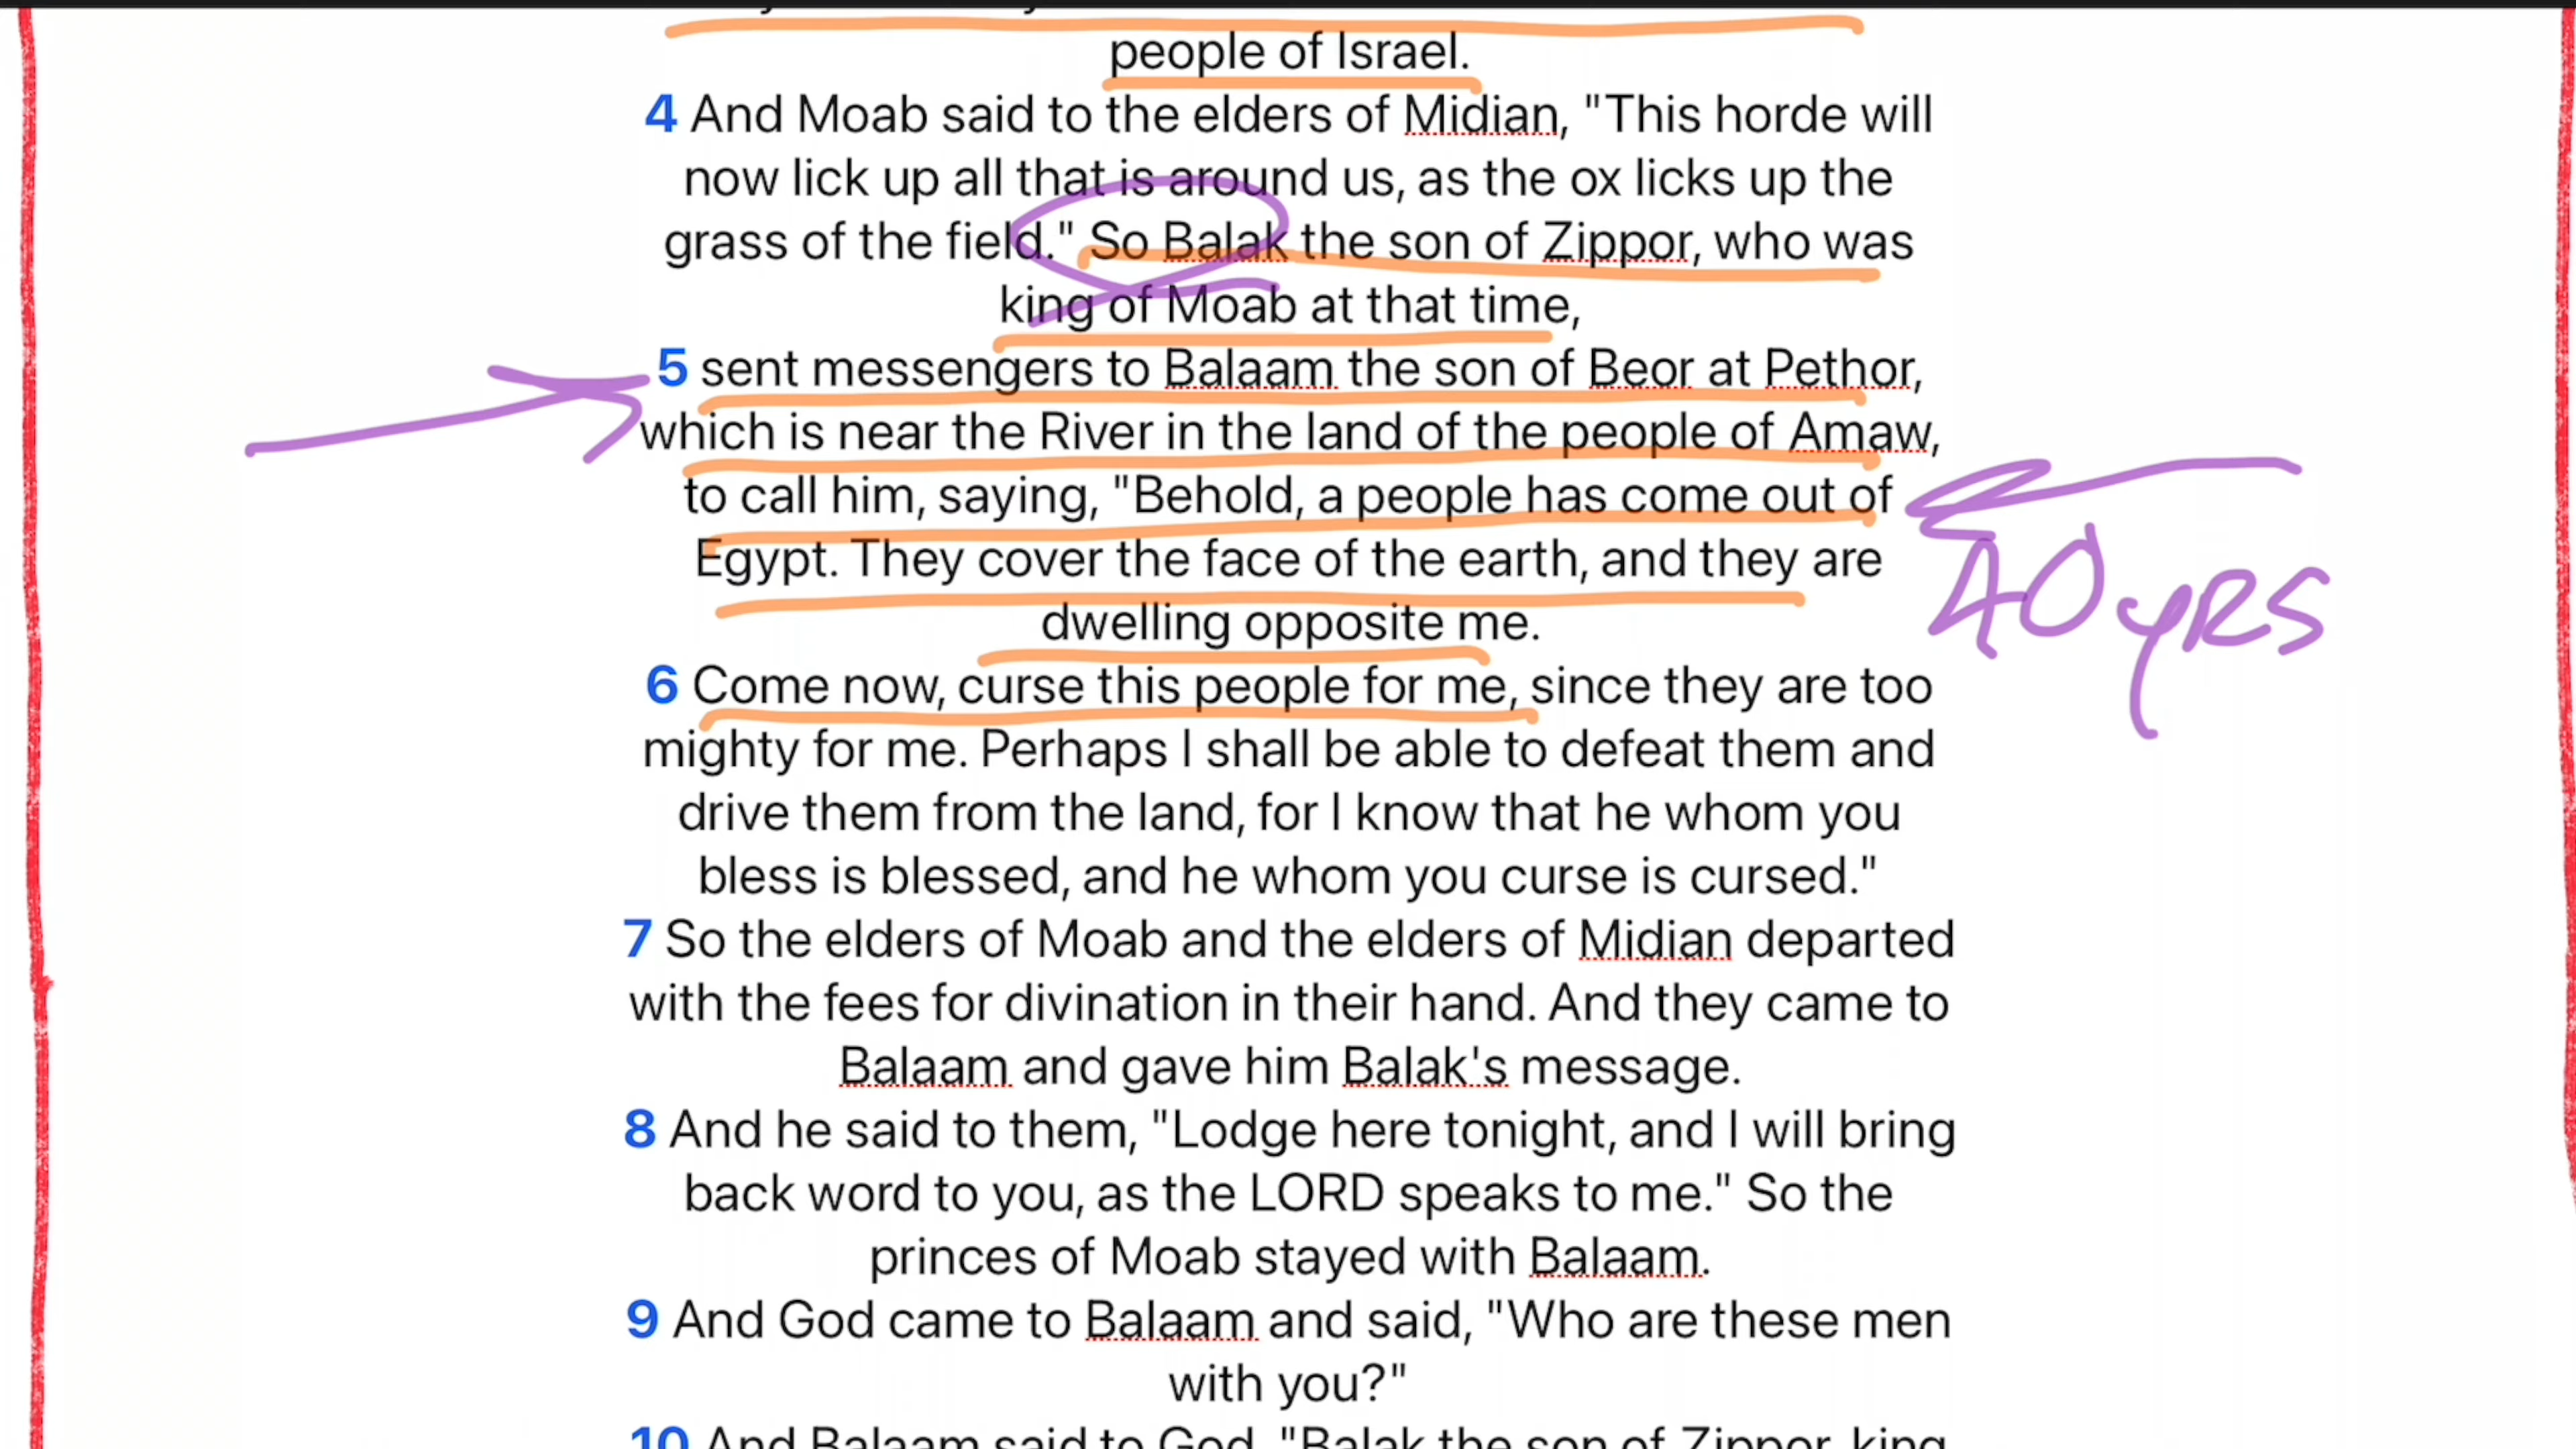 people of Israel.
4 And Moab said to the elders of Midian, "This horde will
now lick up all that is around us, as the ox licks up the
grass of the field." So Balak the son of Zippor, who was
king of Moab at that time,
5 sent messengers to Balaam the son of Beor at Pethor,
which is near the River in the land of the people of Amaw,
to call him, saying, "Behold, a people has come out of
Egypt. They cover the face of the earth, and they are
40 yRS
dwelling opposite me.
6 Come now, curse this people for me, since they are too
mighty for me. Perhaps I shall be able to defeat them and
drive them from the land, for I know that he whom you
bless is blessed, and he whom you curse is cursed."
7 So the elders of Moab and the elders of Midian departed
with the fees for divination in their hand. And they came to
Balaam and gave him Balak's message.
8 And he said to them, "Lodge here tonight, and I will bring
back word to you, as the LORD speaks to me." So the
princes of Moab stayed with Balaam.
9 And God came to Balaam and said, "Who are these men
with you?"
10 And Balaam said to God, "Balak the son of Zippor, king